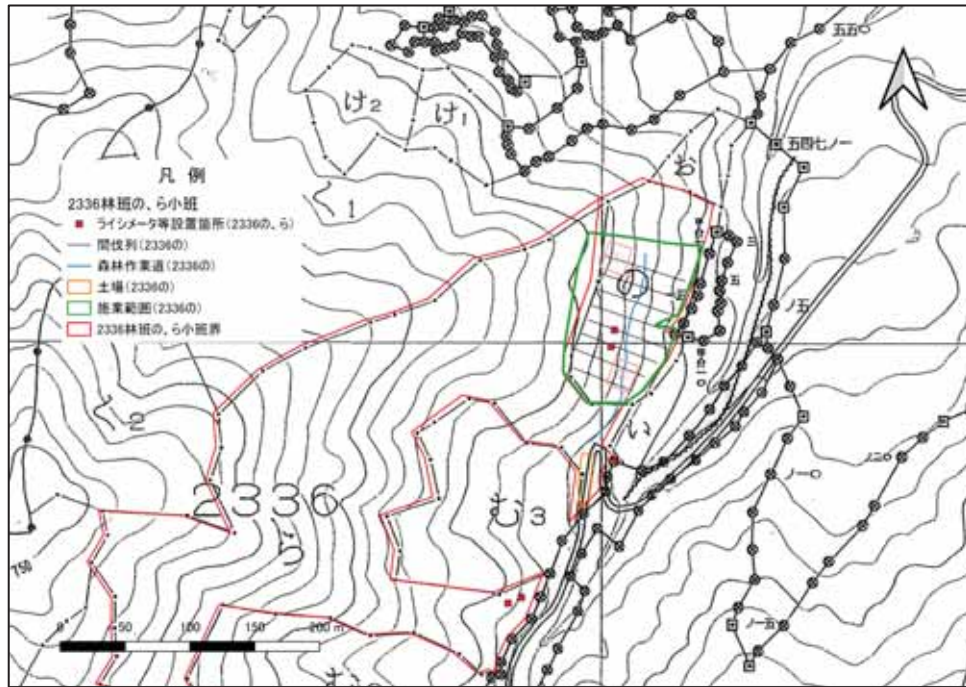 五五〇
け2
け1
お
五四七ノ一
凡 例
2336林班の、ら小班
ライシメータ等設置箇所(2336の、ら)
間伐列(2336の)
森林作業道(2336の)
土場(2336の)
施業範囲(2336の)
2336林班の、ら小班界
1
の
三
五
ノ五
い
2
2336
む3
ら
ノ一〇
ノ二〇
ノ一五
750
0 50 100 150 200 m